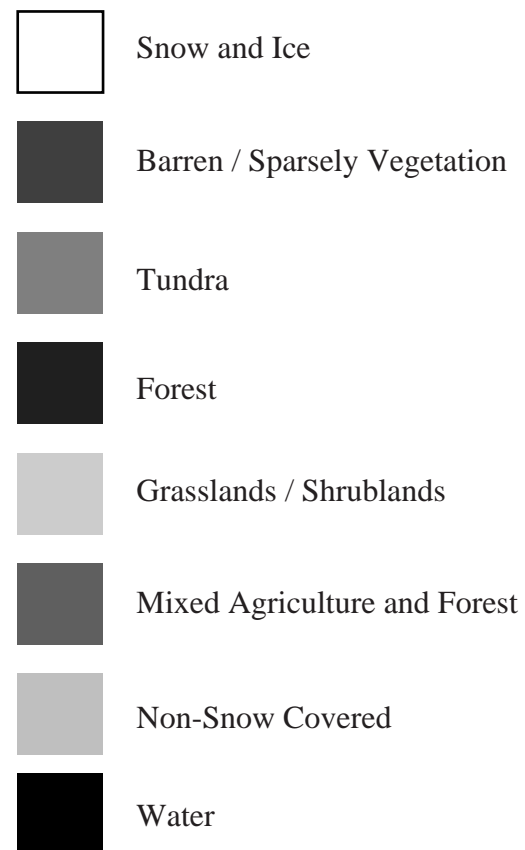 Snow and Ice
Barren / Sparsely Vegetation
Tundra
Forest
Grasslands / Shrublands
Mixed Agriculture and Forest
Non-Snow Covered
Water